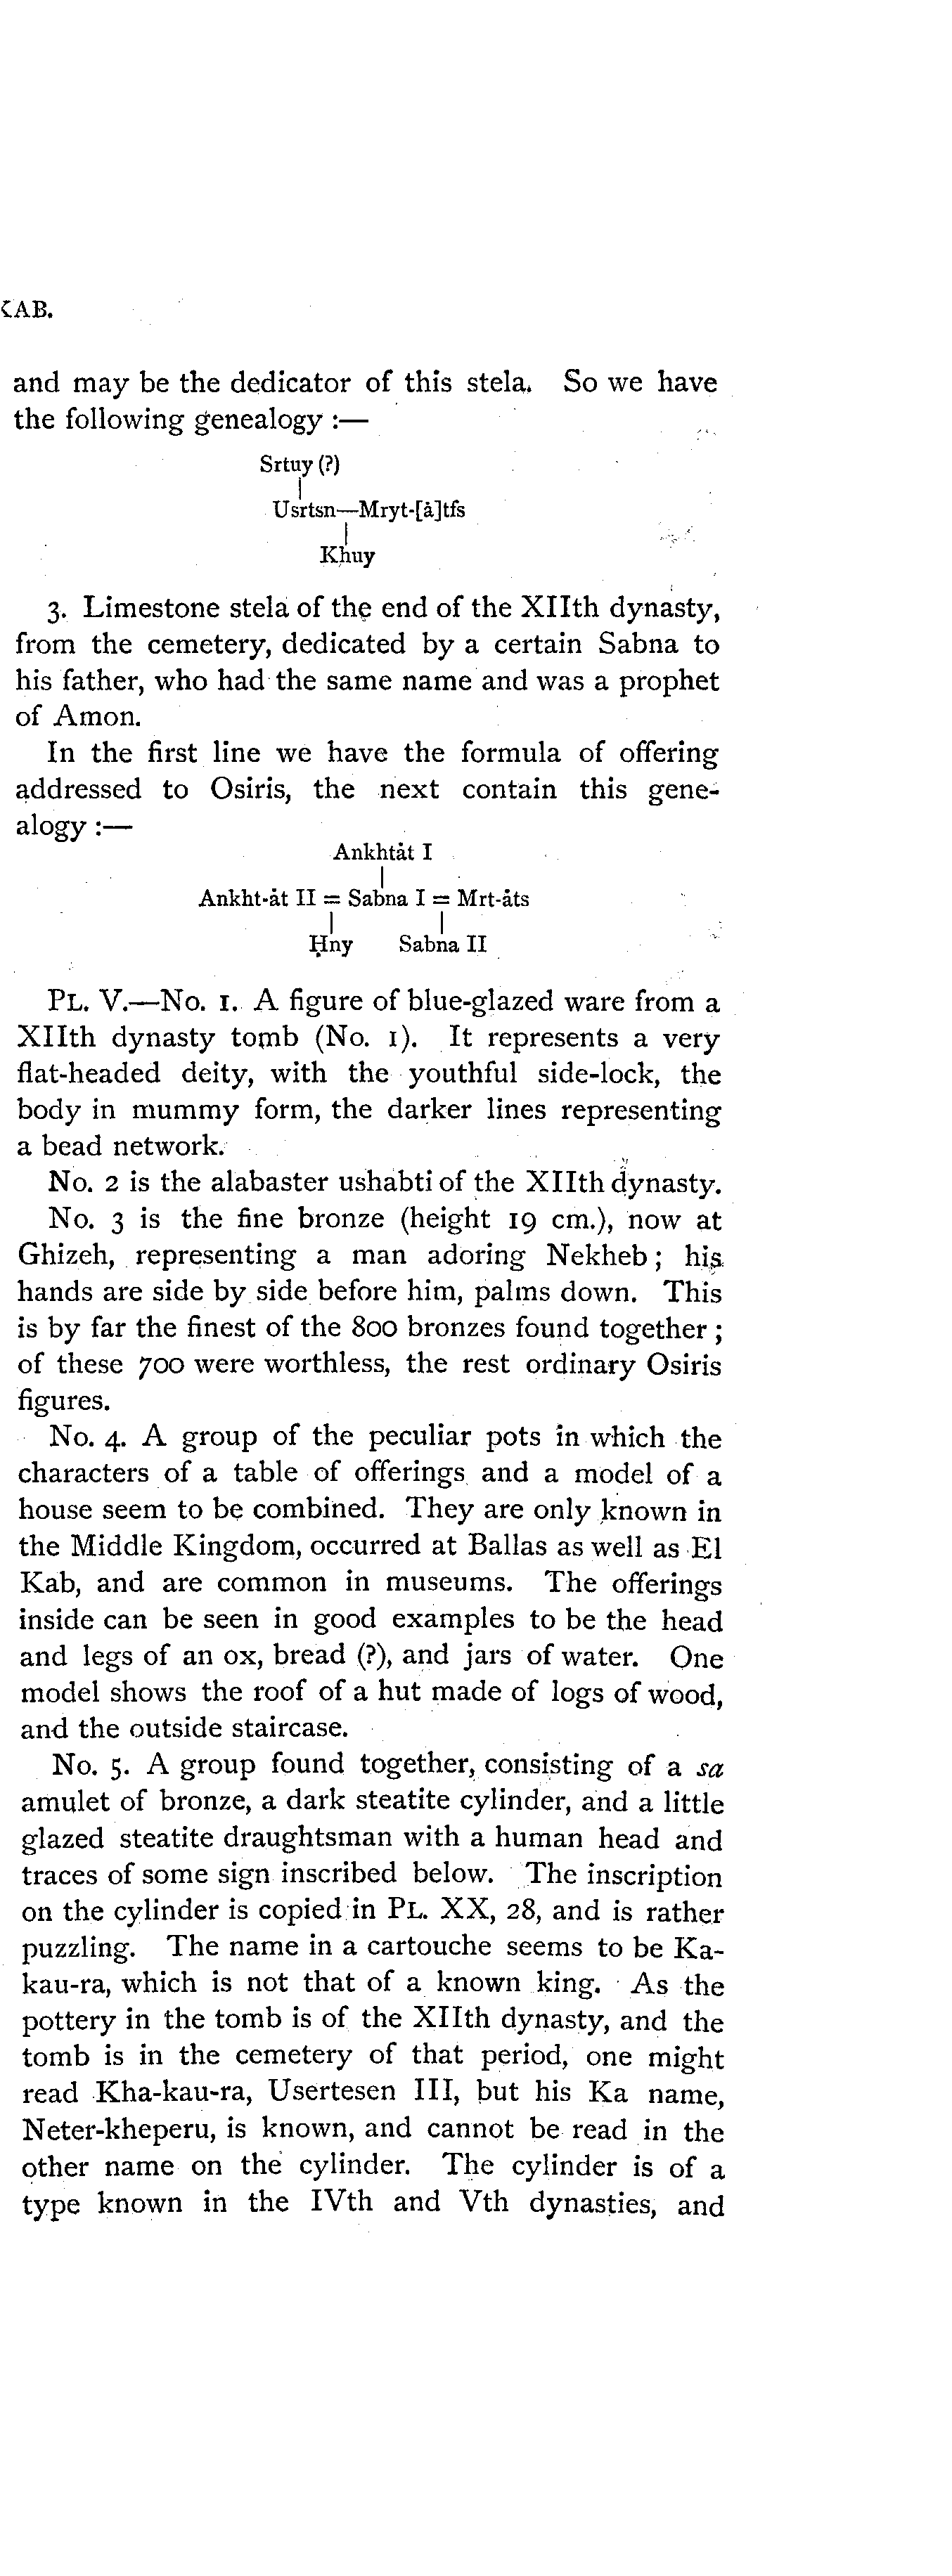 KAB.
and may be the dedicator of this stela. So we have
the following genealogy :—
Srtuy (?)
Usrtsn—Mryt-[ȧ]tfs
Khuy
3. Limestone stela of the end of the XIIth dynasty,
from the cemetery, dedicated by a certain Sabna to
his father, who had the same name and was a prophet
of Amon.
In the first line we have the formula of offering
addressed to Osiris, the next contain this gene-
alogy :—
Ankhtȧt I
Ankht-ȧt II = Sabna I = Mrt-ȧts
Ḥny Sabna II
PL. V.—No. 1. A figure of blue-glazed ware from a
XIIth dynasty tomb (No. 1). It represents a very
flat-headed deity, with the youthful side-lock, the
body in mummy form, the darker lines representing
a bead network.
No. 2 is the alabaster ushabti of the XIIth dynasty.
No. 3 is the fine bronze (height 19 cm.), now at
Ghizeh, representing a man adoring Nekheb ; his
hands are side by side before him, palms down. This
is by far the finest of the 800 bronzes found together ;
of these 700 were worthless, the rest ordinary Osiris
figures.
No. 4. A group of the peculiar pots in which the
characters of a table of offerings and a model of a
house seem to be combined. They are only known in
the Middle Kingdom, occurred at Ballas as well as El
Kab, and are common in museums. The offerings
inside can be seen in good examples to be the head
and legs of an ox, bread (?), and jars of water. One
model shows the roof of a hut made of logs of wood,
and the outside staircase.
No. 5. A group found together, consisting of a sa
amulet of bronze, a dark steatite cylinder, and a little
glazed steatite draughtsman with a human head and
traces of some sign inscribed below. The inscription
on the cylinder is copied in PL. XX, 28, and is rather
puzzling. The name in a cartouche seems to be Ka-
kau-ra, which is not that of a known king. As the
pottery in the tomb is of the XIIth dynasty, and the
tomb is in the cemetery of that period, one might
read Kha-kau-ra, Usertesen III, but his Ka name,
Neter-kheperu, is known, and cannot be read in the
other name on the cylinder. The cylinder is of a
type known in the IVth and Vth dynasties, and